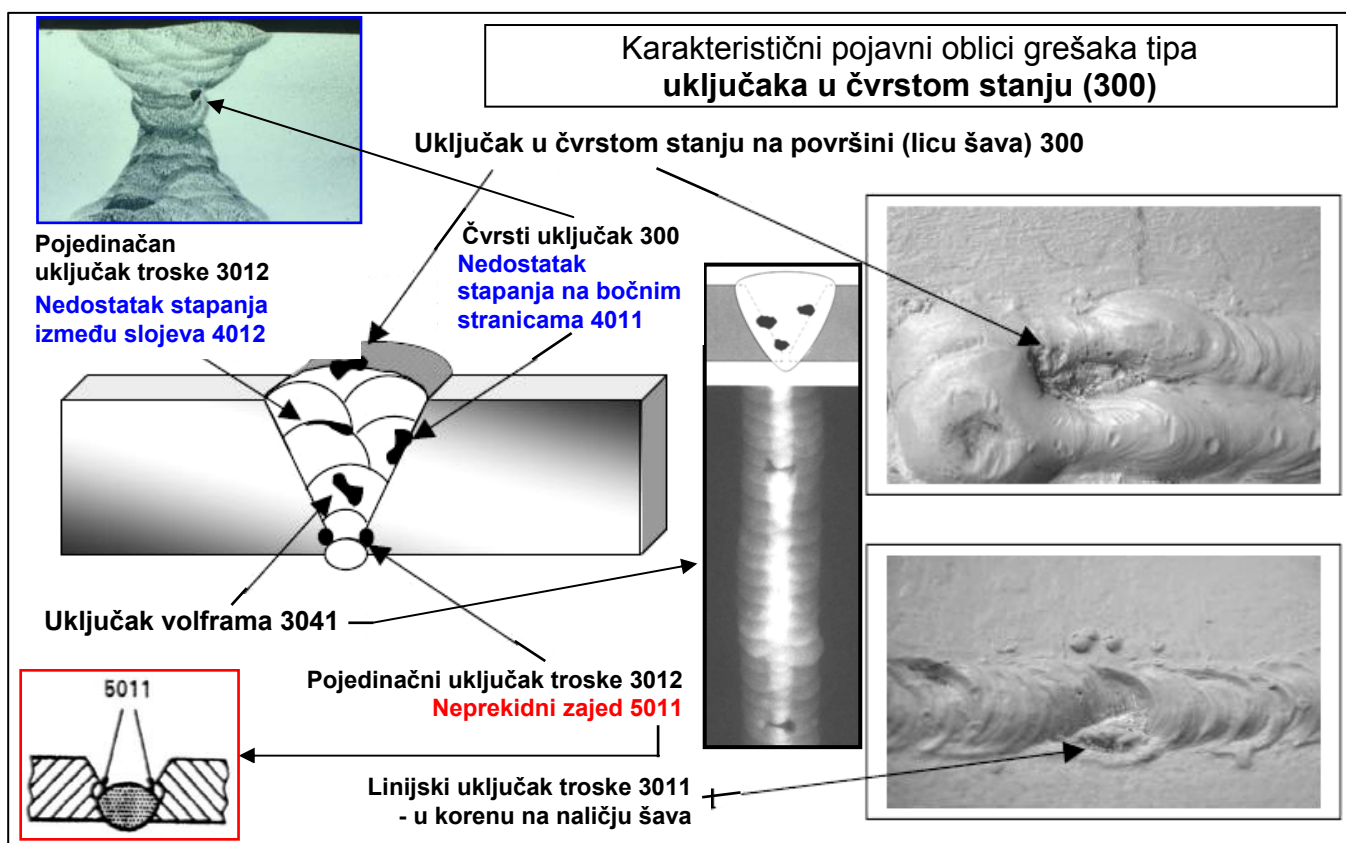 Karakteristični pojavni oblici grešaka tipa
uključaka u čvrstom stanju (300)
Uključak u čvrstom stanju na površini (licu šava) 300
Pojedinačan
uključak troske 3012
Nedostatak stapanja
između slojeva 4012
Čvrsti uključak 300
Nedostatak
stapanja na bočnim
stranicama 4011
Uključak volframa 3041
Pojedinačni uključak troske 3012
Neprekidni zajed 5011
5011
Linijski uključak troske 3011
- u korenu na naličju šava